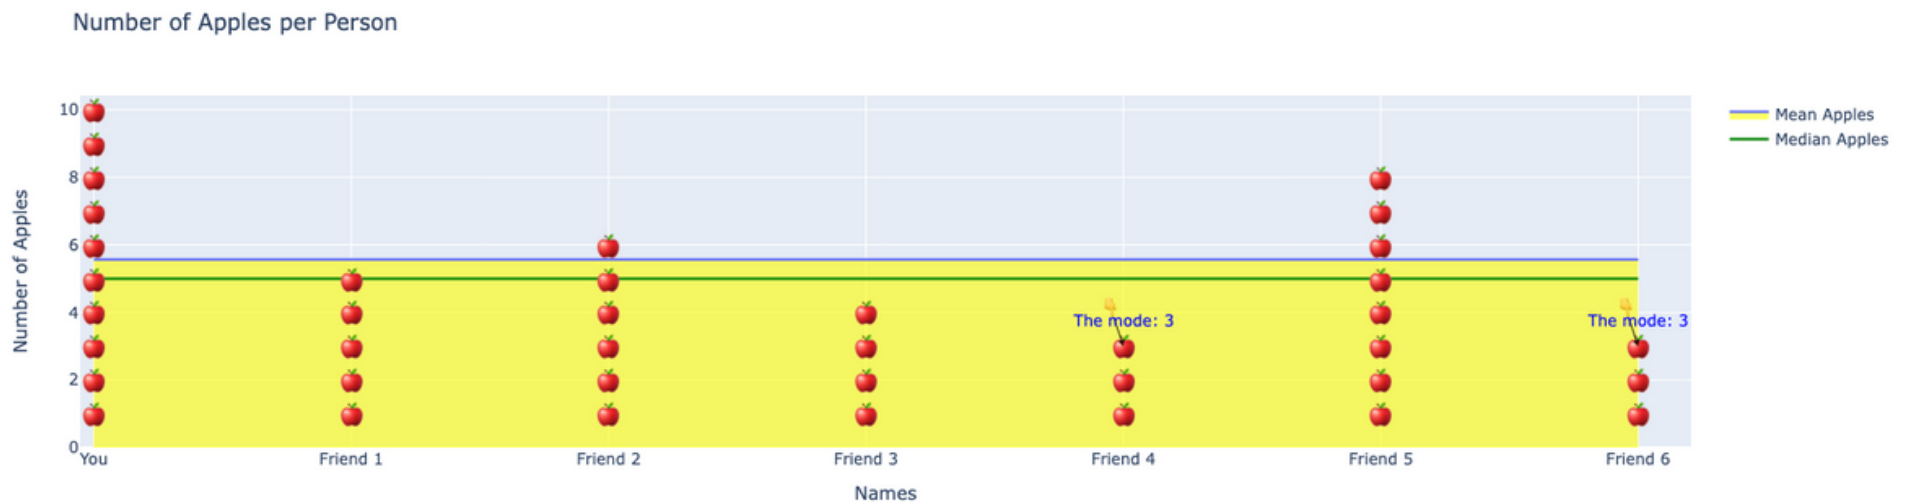 Number of Apples per Person
Mean Apples
Median Apples
Number of Apples
10
8
6
4
2
0
The mode: 3
The mode: 3
You
Friend 1
Friend 2
Friend 3
Friend 4
Friend 5
Friend 6
Names